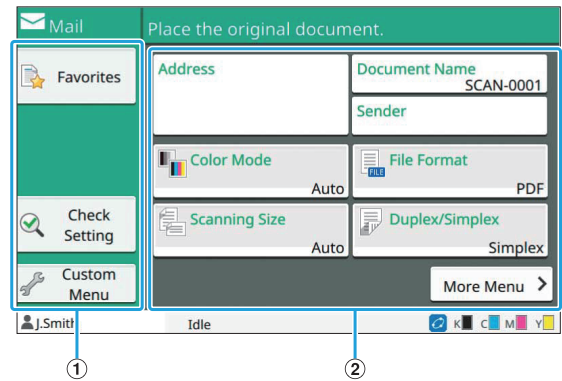 Mail
Place the original document.
Favorites
Address
Document Name
SCAN-0001
Sender
Color Mode
Auto
FILE
File Format
PDF
Check
Setting
Scanning Size
Auto
Duplex/Simplex
Simplex
Custom
Menu
More Menu
J.Smith
Idle
K C M Y
1
2